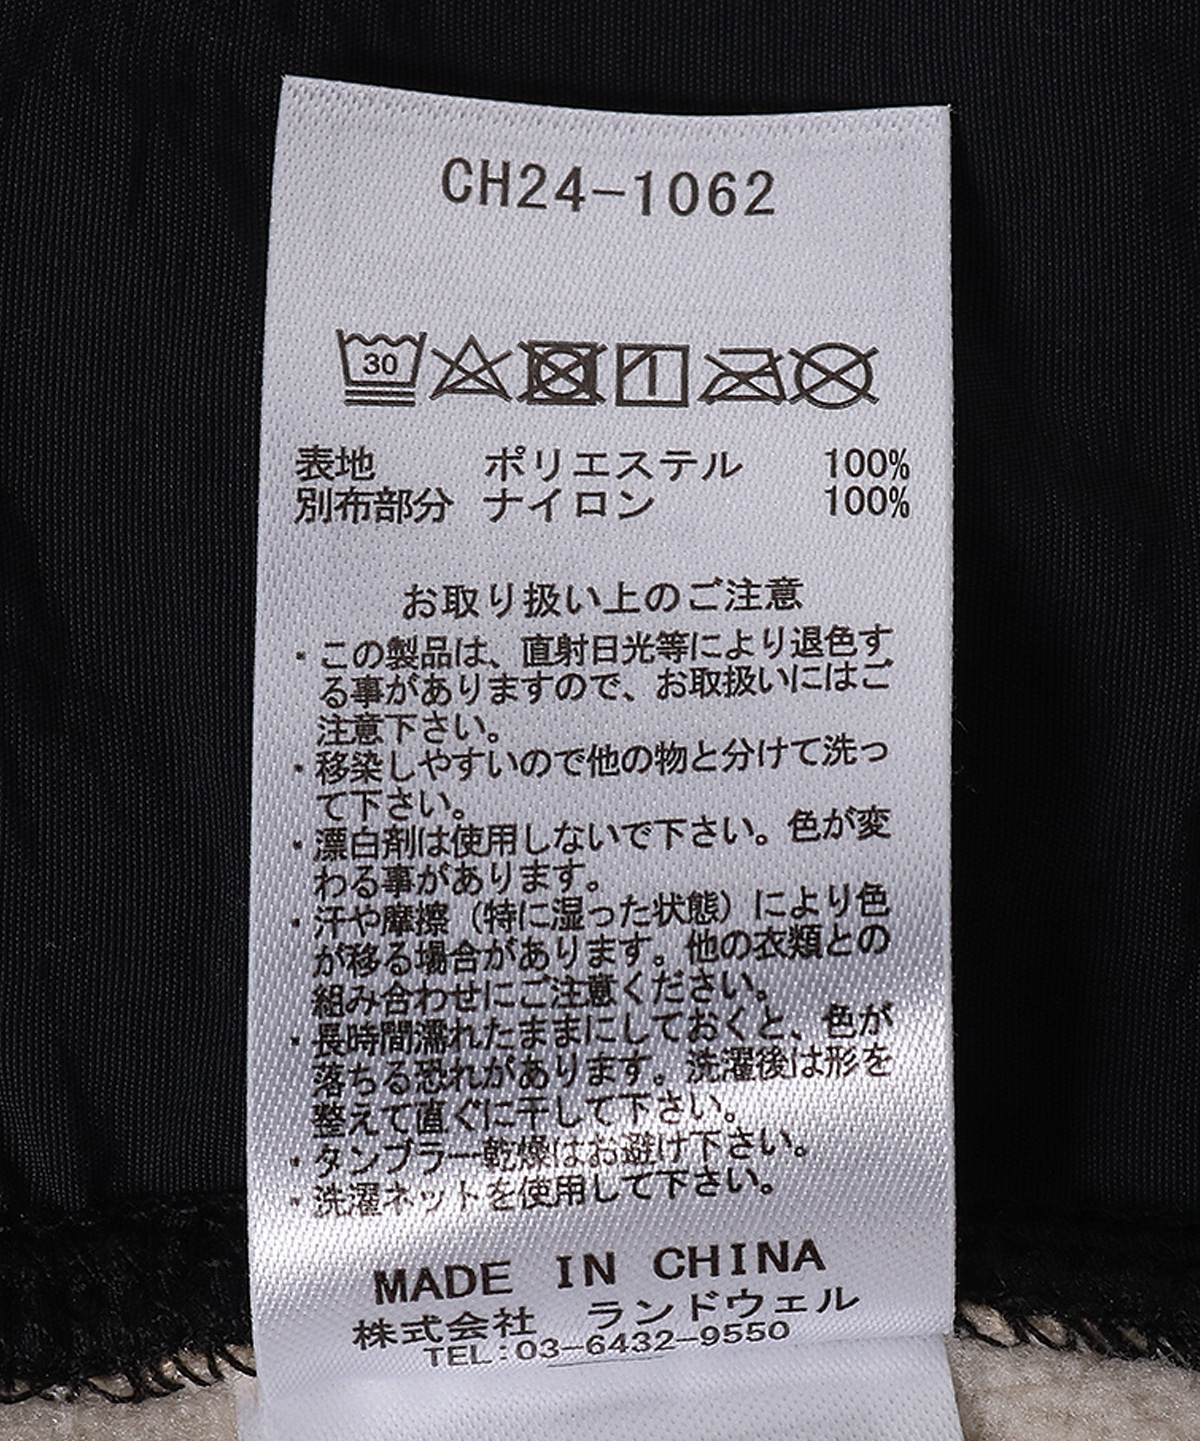 CH24-1062
30
表地 ポリエステル 100%
別布部分 ナイロン 100%
お取り扱い上のご注意
・この製品は、直射日光等により退色す
る事がありますので、お取扱いにはご
注意下さい。
・移染しやすいので他の物と分けて洗っ
て下さい。
・漂白剤は使用しないで下さい。色が変
わる事があります。
・汗や摩擦（特に湿った状態）により色
が移る場合があります。他の衣類との
組み合わせにご注意ください。
・長時間濡れたままにしておくと、色が
落ちる恐れがあります。洗濯後は形を
整えて直ぐに干して下さい。
・タンブラー乾燥はお避け下さい。
・洗濯ネットを使用して下さい。
MADE IN CHINA
株式会社 ランドウェル
TEL:03-6432-9550